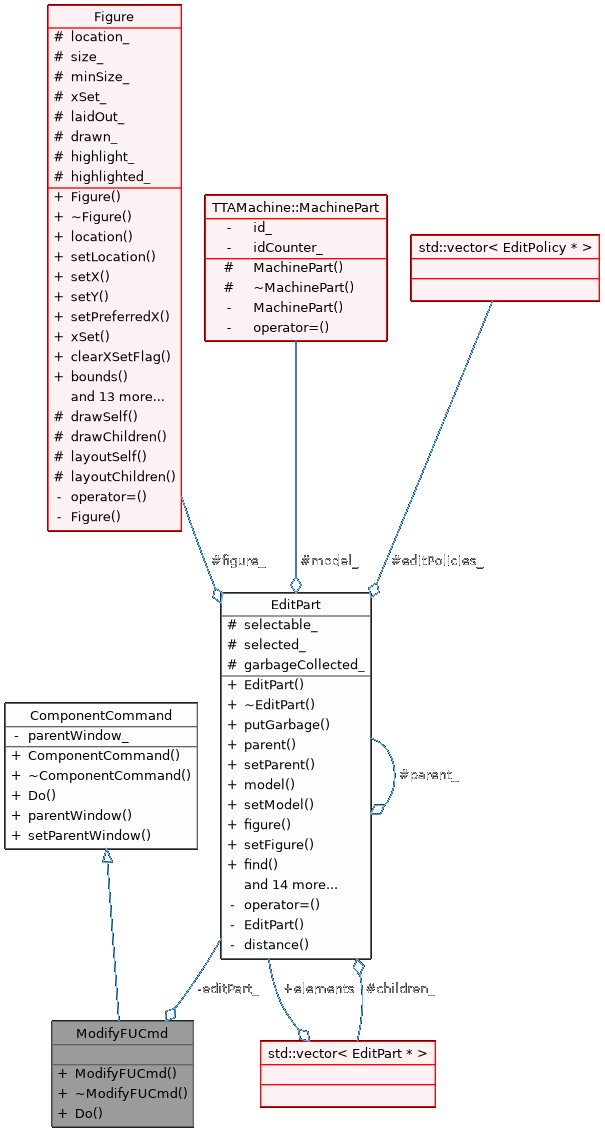 Figure
# location_
# size_
# minSize_
# xSet_
# laidOut_
# drawn_
# highlight_
# highlighted_
+ Figure()
+ ~Figure()
+ location()
+ setLocation()
+ setX()
+ setY()
+ setPreferredX()
+ xSet()
+ clearXSetFlag()
+ bounds()
and 13 more...
# drawSelf()
# drawChildren()
# layoutSelf()
# layoutChildren()
- operator=()
- Figure()
TTAMachine::MachinePart
- id_
- idCounter_
# MachinePart()
# ~MachinePart()
- MachinePart()
- operator=()
std::vector< EditPolicy * >
#figure_
#model_
#editPolicies_
EditPart
# selectable_
# selected_
# garbageCollected_
+ EditPart()
+ ~EditPart()
+ putGarbage()
+ parent()
+ setParent()
+ model()
+ setModel()
+ figure()
+ setFigure()
+ find()
and 14 more...
- operator=()
- EditPart()
- distance()
#parent_
ComponentCommand
- parentWindow_
+ ComponentCommand()
+ ~ComponentCommand()
+ Do()
+ parentWindow()
+ setParentWindow()
-editPart_
+elements
#children_
ModifyFUCmd
+ ModifyFUCmd()
+ ~ModifyFUCmd()
+ Do()
std::vector< EditPart * >